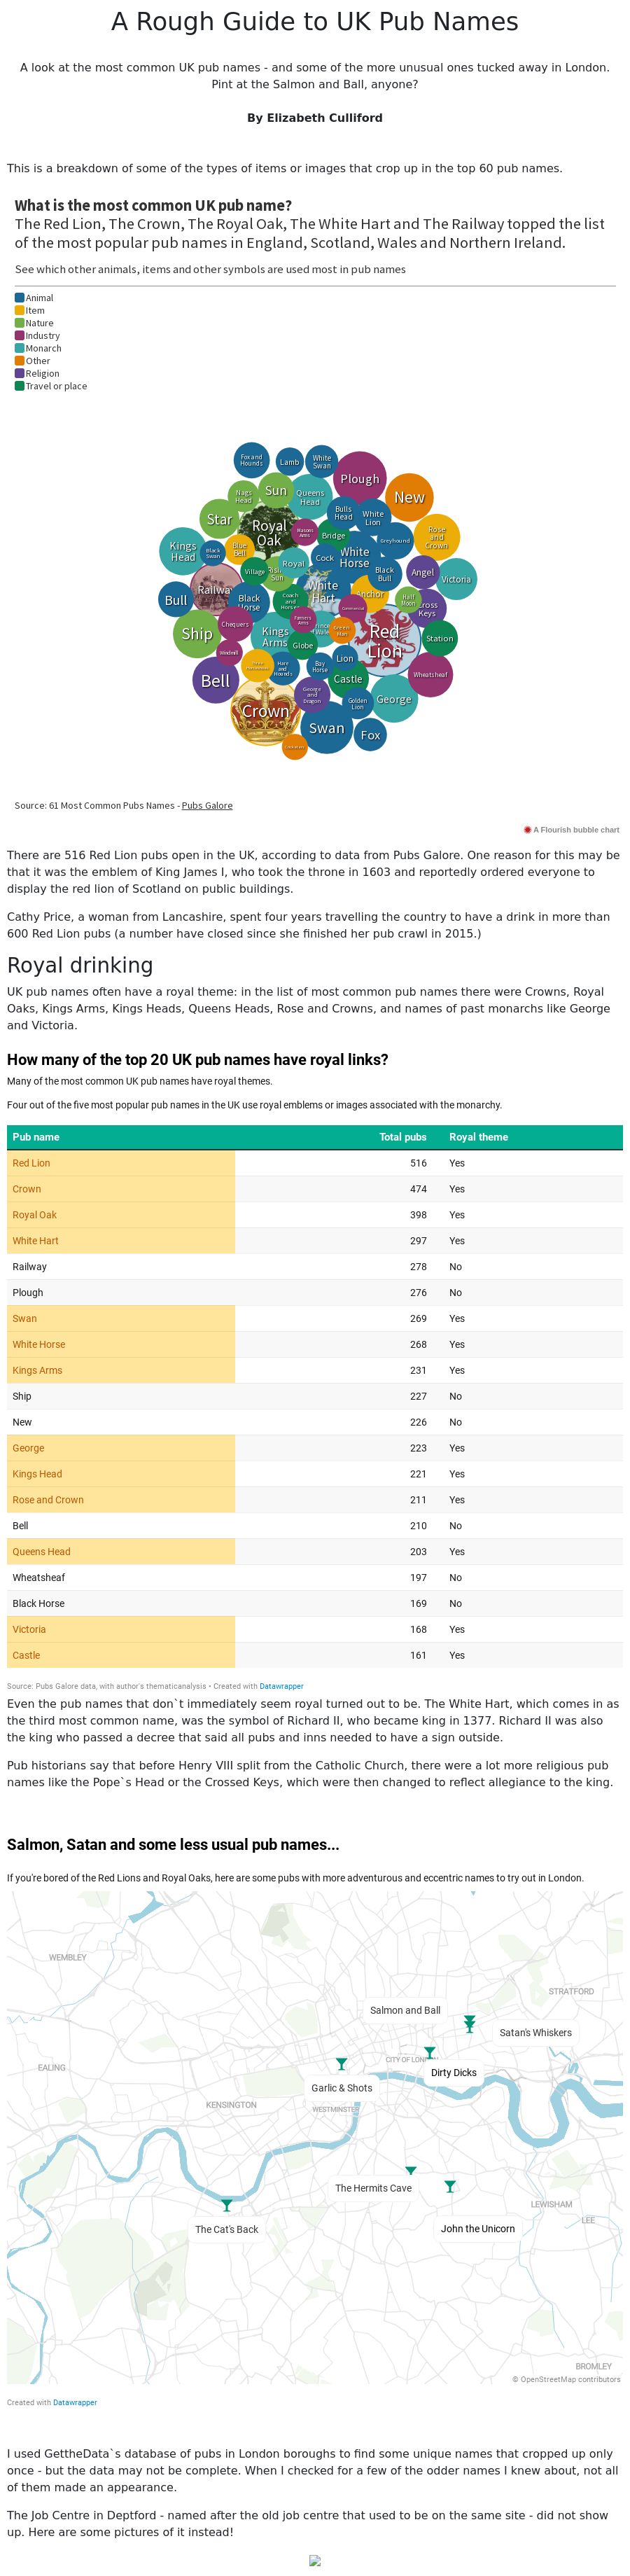 A Rough Guide to UK Pub Names
A look at the most common UK pub names - and some of the more unusual ones tucked away in London.
Pint at the Salmon and Ball, anyone?
By Elizabeth Culliford
This is a breakdown of some of the types of items or images that crop up in the top 60 pub names.
What is the most common UK pub name?
The Red Lion, The Crown, The Royal Oak, The White Hart and The Railway topped the list
of the most popular pub names in England, Scotland, Wales and Northern Ireland.
See which other animals, items and other symbols are used most in pub names
Animal
Item
Nature
Industry
Monarch
Other
Religion
Travel or place
Fox and
Hounds
Lamb
White
Swan
Plough
New
Nags
Head
Sun
Queens
Head
Star
Royal
Oak
Masons
Arms
Bulls
Head
White
Lion
Bridge
Greyhound
Rose
and
Crown
Kings
Head
Black
Swan
Blue
Bell
Village
Royal
Cock
White
Horse
Black
Bull
Angel
Victoria
Bull
Railway
Black
Horse
Coach
and
Horses
White
Hart
Anchor
Half
Moon
Cross
Keys
Ship
Chequers
Kings
Arms
Farmers
Arms
Commercial
Green
Man
Red
Lion
Station
Windmill
Globe
Bell
Hare
and
Hounds
Bay
Horse
Lion
Castle
Wheatsheaf
Crown
George
and
Dragon
Golden
Lion
George
Swan
Fox
Source: 61 Most Common Pubs Names - Pubs Galore
A Flourish bubble chart
There are 516 Red Lion pubs open in the UK, according to data from Pubs Galore. One reason for this may be
that it was the emblem of King James I, who took the throne in 1603 and reportedly ordered everyone to
display the red lion of Scotland on public buildings.
Cathy Price, a woman from Lancashire, spent four years travelling the country to have a drink in more than
600 Red Lion pubs (a number have closed since she finished her pub crawl in 2015.)
Royal drinking
UK pub names often have a royal theme: in the list of most common pub names there were Crowns, Royal
Oaks, Kings Arms, Kings Heads, Queens Heads, Rose and Crowns, and names of past monarchs like George
and Victoria.
How many of the top 20 UK pub names have royal links?
Many of the most common UK pub names have royal themes.
Four out of the five most popular pub names in the UK use royal emblems or images associated with the monarchy.
Pub name Total pubs Royal theme
Red Lion 516 Yes
Crown 474 Yes
Royal Oak 398 Yes
White Hart 297 Yes
Railway 278 No
Plough 276 No
Swan 269 Yes
White Horse 268 Yes
Kings Arms 231 Yes
Ship 227 No
New 226 No
George 223 Yes
Kings Head 221 Yes
Rose and Crown 211 Yes
Bell 210 No
Queens Head 203 Yes
Wheatsheaf 197 No
Black Horse 169 No
Victoria 168 Yes
Castle 161 Yes
Source: Pubs Galore data, with author's thematicanalysis • Created with Datawrapper
Even the pub names that don`t immediately seem royal turned out to be. The White Hart, which comes in as
the third most common name, was the symbol of Richard II, who became king in 1377. Richard II was also
the king who passed a decree that said all pubs and inns needed to have a sign outside.
Pub historians say that before Henry VIII split from the Catholic Church, there were a lot more religious pub
names like the Pope`s Head or the Crossed Keys, which were then changed to reflect allegiance to the king.
Salmon, Satan and some less usual pub names...
If you're bored of the Red Lions and Royal Oaks, here are some pubs with more adventurous and eccentric names to try out in London.
WEMBLEY
STRATFORD
Salmon and Ball
Satan's Whiskers
CITY OF LONDON
EALING
Dirty Dicks
Garlic & Shots
KENSINGTON
WESTMINSTER
The Hermits Cave
LEWISHAM
LEE
The Cat's Back
John the Unicorn
BROMLEY
© OpenStreetMap contributors
Created with Datawrapper
I used GettheData`s database of pubs in London boroughs to find some unique names that cropped up only
once - but the data may not be complete. When I checked for a few of the odder names I knew about, not all
of them made an appearance.
The Job Centre in Deptford - named after the old job centre that used to be on the same site - did not show
up. Here are some pictures of it instead!